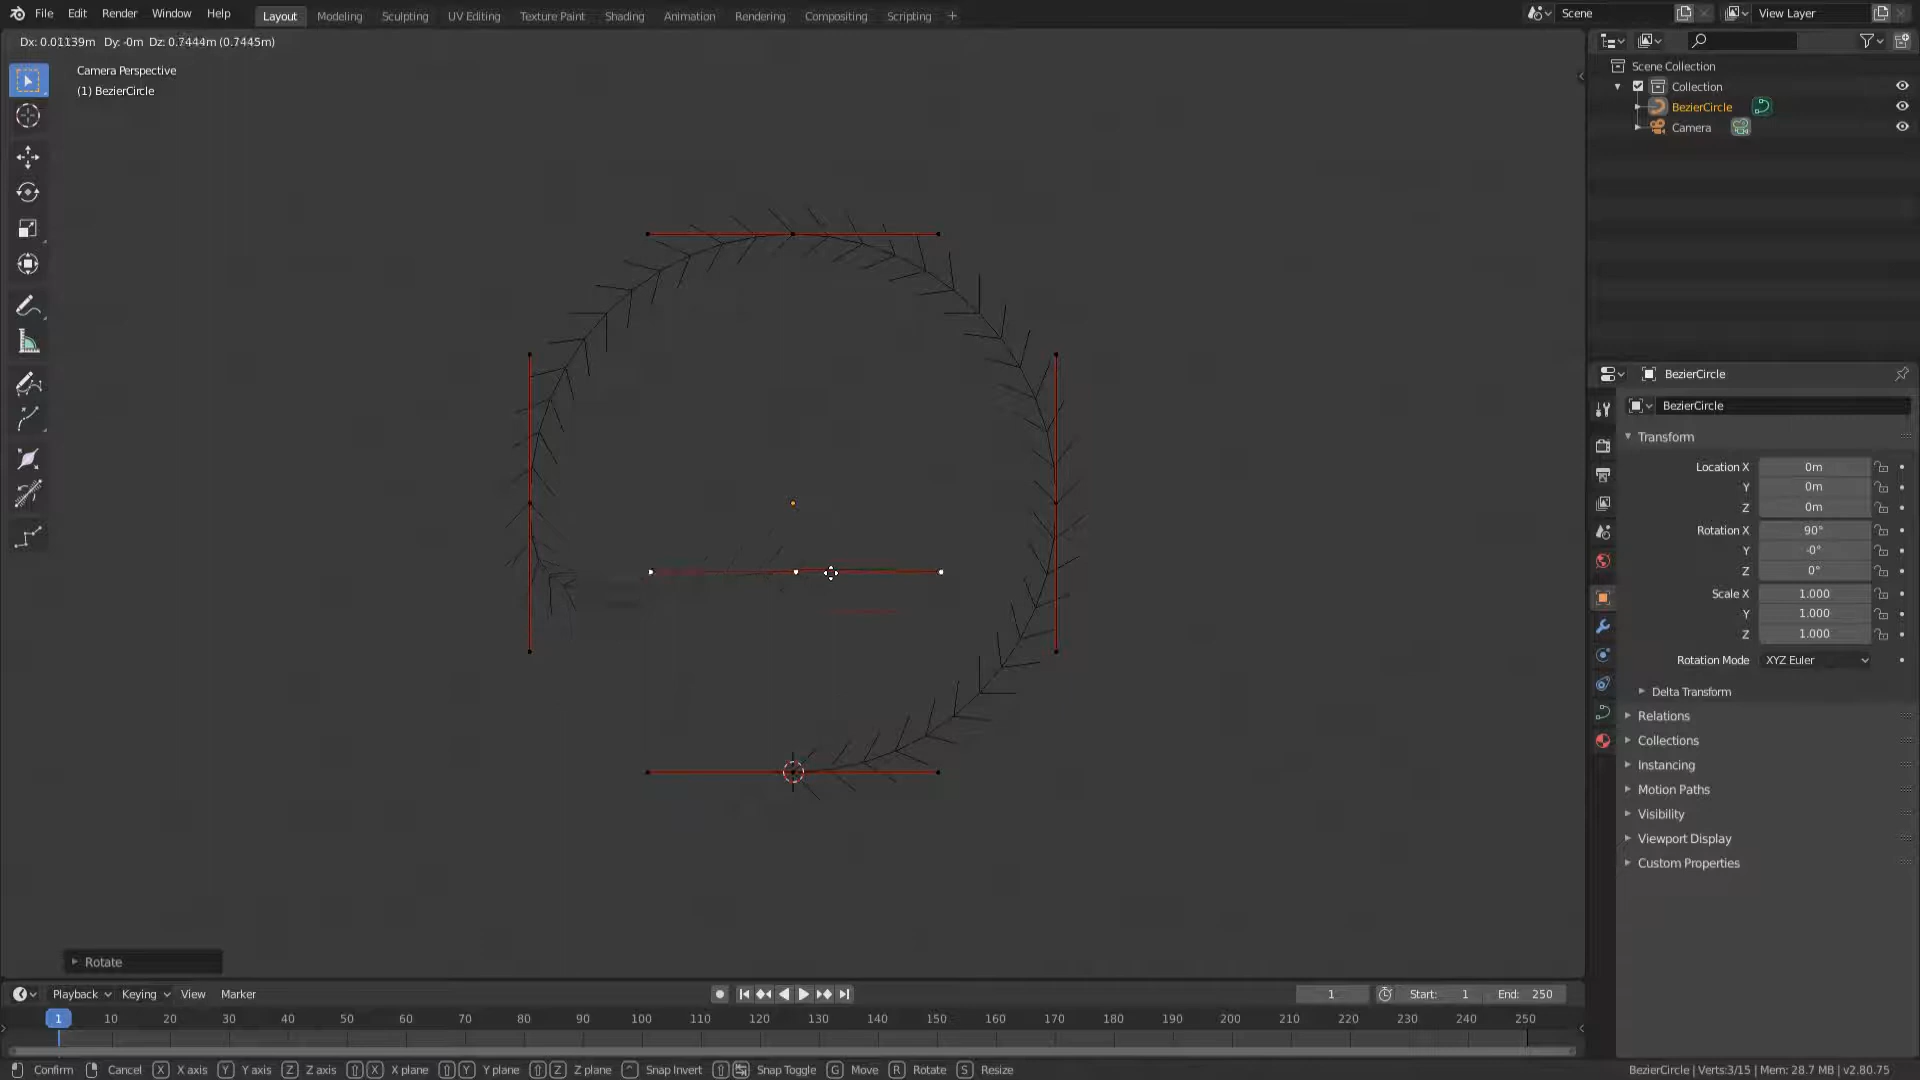 File Edit Render Window Help
Layout Modeling Sculpting UV Editing Texture Paint Shading Animation Rendering Compositing Scripting +
Scene
View Layer
Dx: 0.01139m Dy: -0m Dz: 0.7444m (0.7445m)
Camera Perspective
(1) BezierCircle
Scene Collection
Collection
BezierCircle
Camera
BezierCircle
BezierCircle
Transform
Location X 0m
Y 0m
Z 0m
Rotation X 90°
Y -0°
Z 0°
Scale X 1.000
Y 1.000
Z 1.000
Rotation Mode XYZ Euler
Delta Transform
Relations
Collections
Instancing
Motion Paths
Visibility
Viewport Display
Custom Properties
Rotate
Playback Keying View Marker
1 Start: 1 End: 250
1 10 20 30 40 50 60 70 80 90 100 110 120 130 140 150 160 170 180 190 200 210 220 230 240 250
Confirm Cancel X X axis Y Y axis Z Z axis X X plane Y Y plane Z Z plane Snap Invert Snap Toggle G Move R Rotate S Resize
BezierCircle | Verts:3/15 | Mem: 28.7 MB | v2.80.75